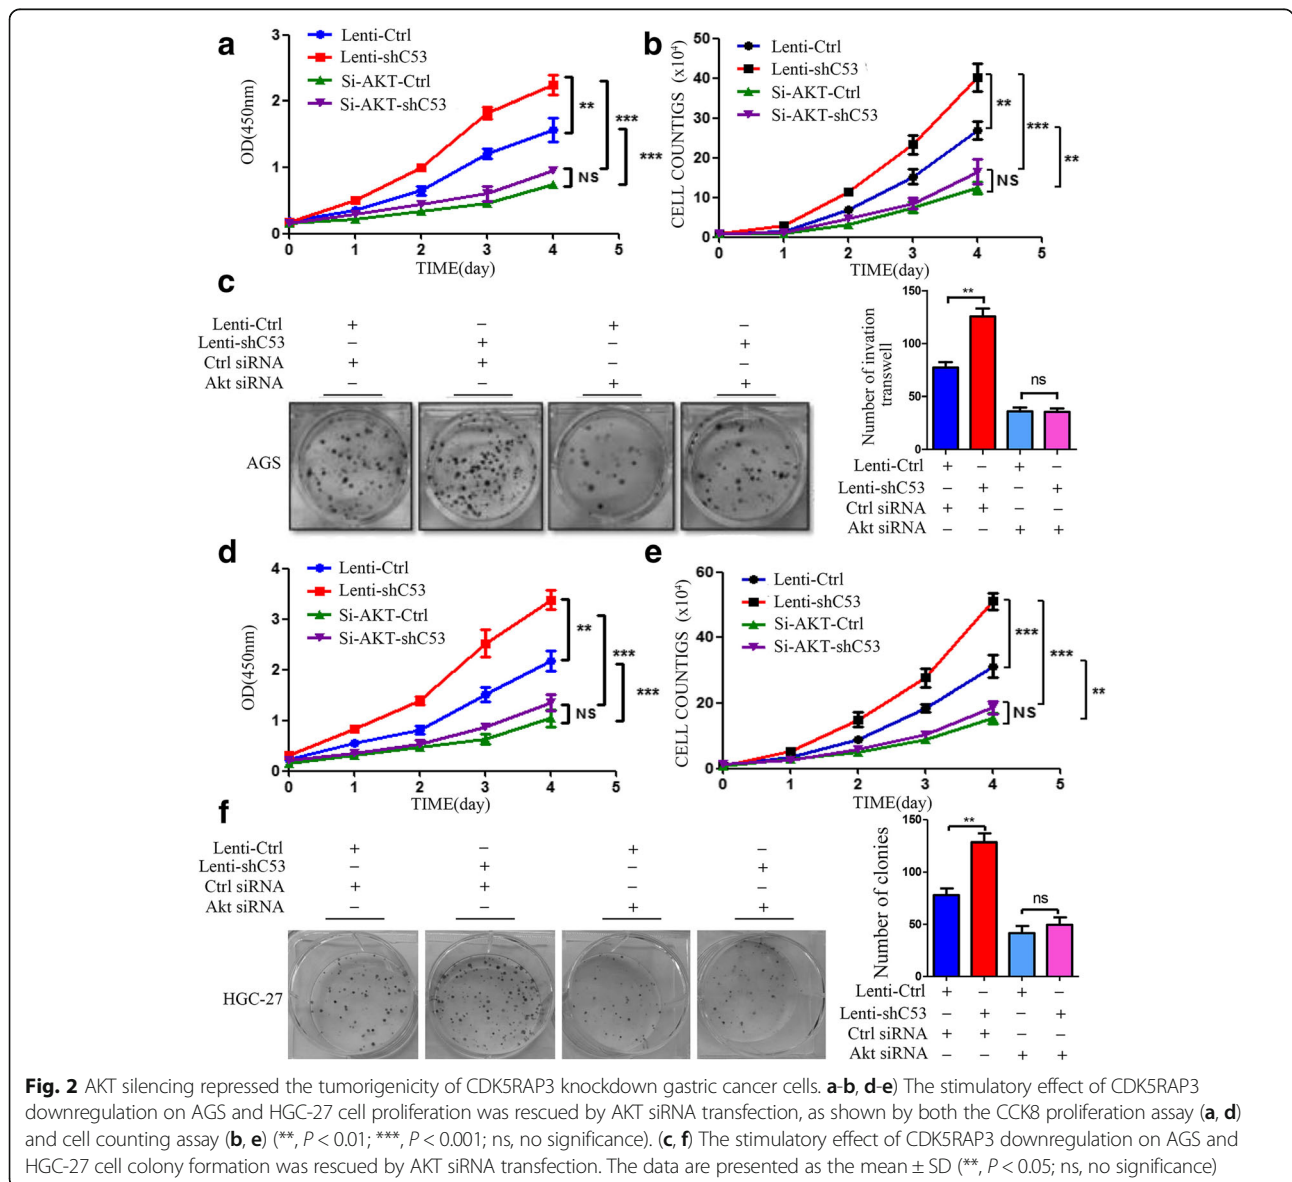 a
Lenti-Ctrl
Lenti-shC53
Si-AKT-Ctrl
Si-AKT-shC53
OD(450nm)
3
2
1
0
0 1 2 3 4 5
TIME(day)
**
***
***
NS
b
Lenti-Ctrl
Lenti-shC53
Si-AKT-Ctrl
Si-AKT-shC53
CELL COUNTIGS (x10⁴)
50
40
30
20
10
0
0 1 2 3 4 5
TIME(day)
**
***
**
NS
c
Lenti-Ctrl + − + −
Lenti-shC53 − + − +
Ctrl siRNA + + − −
Akt siRNA − − + +
AGS
Number of invation
transwell
150
100
50
0
**
ns
Lenti-Ctrl + − + −
Lenti-shC53 − + − +
Ctrl siRNA + + − −
Akt siRNA − − + +
d
Lenti-Ctrl
Lenti-shC53
Si-AKT-Ctrl
Si-AKT-shC53
OD(450nm)
4
3
2
1
0
0 1 2 3 4 5
TIME(day)
**
***
***
NS
e
Lenti-Ctrl
Lenti-shC53
Si-AKT-Ctrl
Si-AKT-shC53
CELL COUNTIGS (x10⁴)
60
40
20
0
0 1 2 3 4 5
TIME(day)
***
***
**
NS
f
Lenti-Ctrl + − + −
Lenti-shC53 − + − +
Ctrl siRNA + + − −
Akt siRNA − − + +
HGC-27
Number of clonies
150
100
50
0
**
ns
Lenti-Ctrl + − + −
Lenti-shC53 − + − +
Ctrl siRNA + + − −
Akt siRNA − − + +
Fig. 2 AKT silencing repressed the tumorigenicity of CDK5RAP3 knockdown gastric cancer cells. a-b, d-e) The stimulatory effect of CDK5RAP3
downregulation on AGS and HGC-27 cell proliferation was rescued by AKT siRNA transfection, as shown by both the CCK8 proliferation assay (a, d)
and cell counting assay (b, e) (**, P < 0.01; ***, P < 0.001; ns, no significance). (c, f) The stimulatory effect of CDK5RAP3 downregulation on AGS and
HGC-27 cell colony formation was rescued by AKT siRNA transfection. The data are presented as the mean ± SD (**, P < 0.05; ns, no significance)